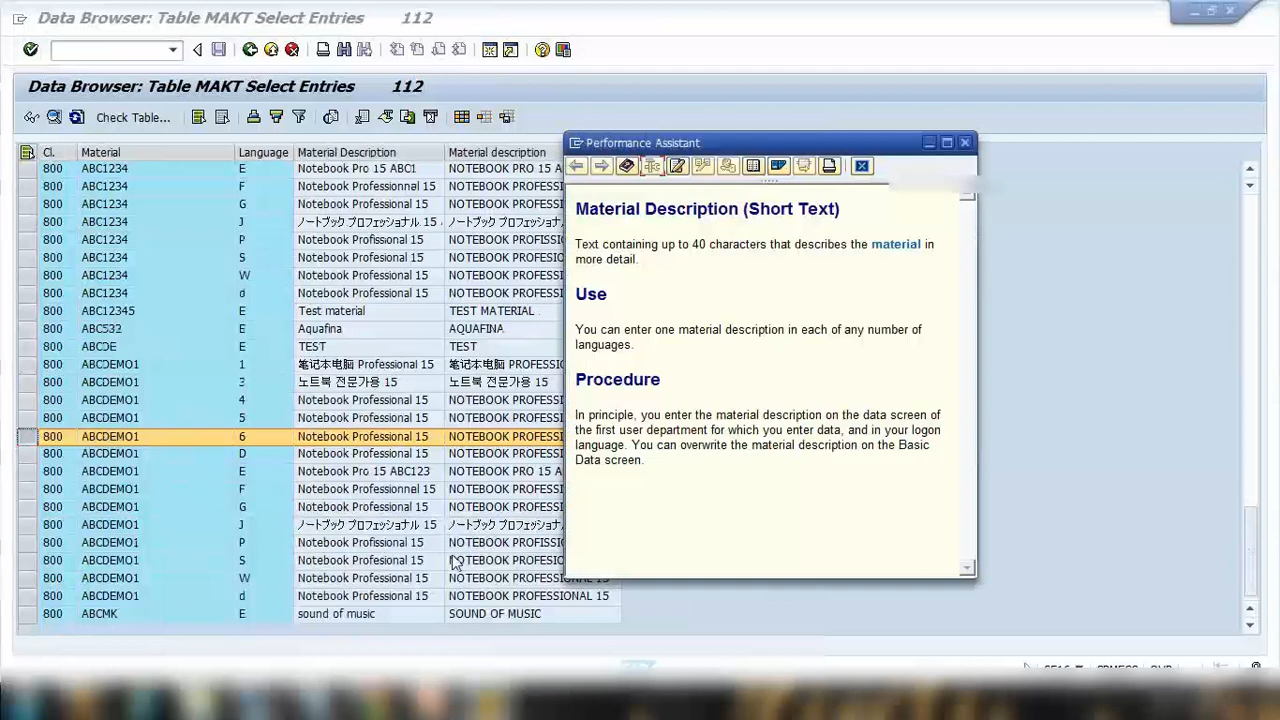 Data Browser: Table MAKT Select Entries 112
Data Browser: Table MAKT Select Entries 112
Check Table...
Cl. Material Language Material Description Material description
800 ABC1234 E Notebook Pro 15 ABC1 NOTEBOOK PRO 15 A
800 ABC1234 F Notebook Professionnel 15 NOTEBOOK PROFESSI
800 ABC1234 G Notebook Professional 15 NOTEBOOK PROFESSI
800 ABC1234 J ノートブック プロフェッショナル 15 ノートブック プロフェッショナ
800 ABC1234 P Notebook Profissional 15 NOTEBOOK PROFISSIO
800 ABC1234 S Notebook Profesional 15 NOTEBOOK PROFESIO
800 ABC1234 W Notebook Professional 15 NOTEBOOK PROFESSI
800 ABC1234 d Notebook Professional 15 NOTEBOOK PROFESSI
800 ABC12345 E Test material TEST MATERIAL
800 ABC532 E Aquafina AQUAFINA
800 ABCDE E TEST TEST
800 ABCDEMO1 1 笔记本电脑 Professional 15 笔记本电脑 PROFESSIO
800 ABCDEMO1 3 노트북 전문가용 15 노트북 전문가용 15
800 ABCDEMO1 4 Notebook Professional 15 NOTEBOOK PROFESSI
800 ABCDEMO1 5 Notebook Professional 15 NOTEBOOK PROFESSI
800 ABCDEMO1 6 Notebook Professional 15 NOTEBOOK PROFESSI
800 ABCDEMO1 D Notebook Professional 15 NOTEBOOK PROFESSI
800 ABCDEMO1 E Notebook Pro 15 ABC123 NOTEBOOK PRO 15 A
800 ABCDEMO1 F Notebook Professionnel 15 NOTEBOOK PROFESSI
800 ABCDEMO1 G Notebook Professional 15 NOTEBOOK PROFESSI
800 ABCDEMO1 J ノートブック プロフェッショナル 15 ノートブック プロフェッショナ
800 ABCDEMO1 P Notebook Profissional 15 NOTEBOOK PROFISSIO
800 ABCDEMO1 S Notebook Profesional 15 NOTEBOOK PROFESIO
800 ABCDEMO1 W Notebook Professional 15 NOTEBOOK PROFESSIONAL 15
800 ABCDEMO1 d Notebook Professional 15 NOTEBOOK PROFESSIONAL 15
800 ABCMK E sound of music SOUND OF MUSIC
Performance Assistant
Material Description (Short Text)
Text containing up to 40 characters that describes the material in
more detail.
Use
You can enter one material description in each of any number of
languages.
Procedure
In principle, you enter the material description on the data screen of
the first user department for which you enter data, and in your logon
language. You can overwrite the material description on the Basic
Data screen.